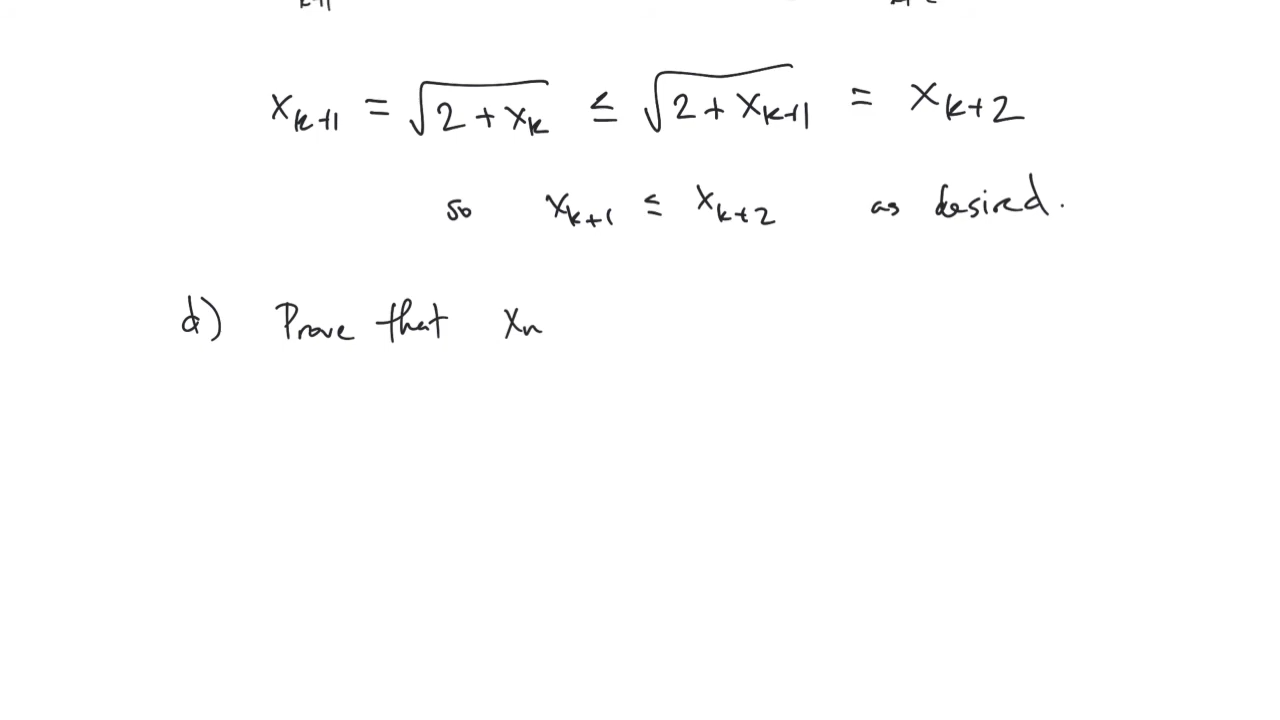 x_{k+1} = √(2 + x_k) ≤ √(2 + x_{k+1}) = x_{k+2}
so x_{k+1} ≤ x_{k+2} as desired.
d) Prove that x_n